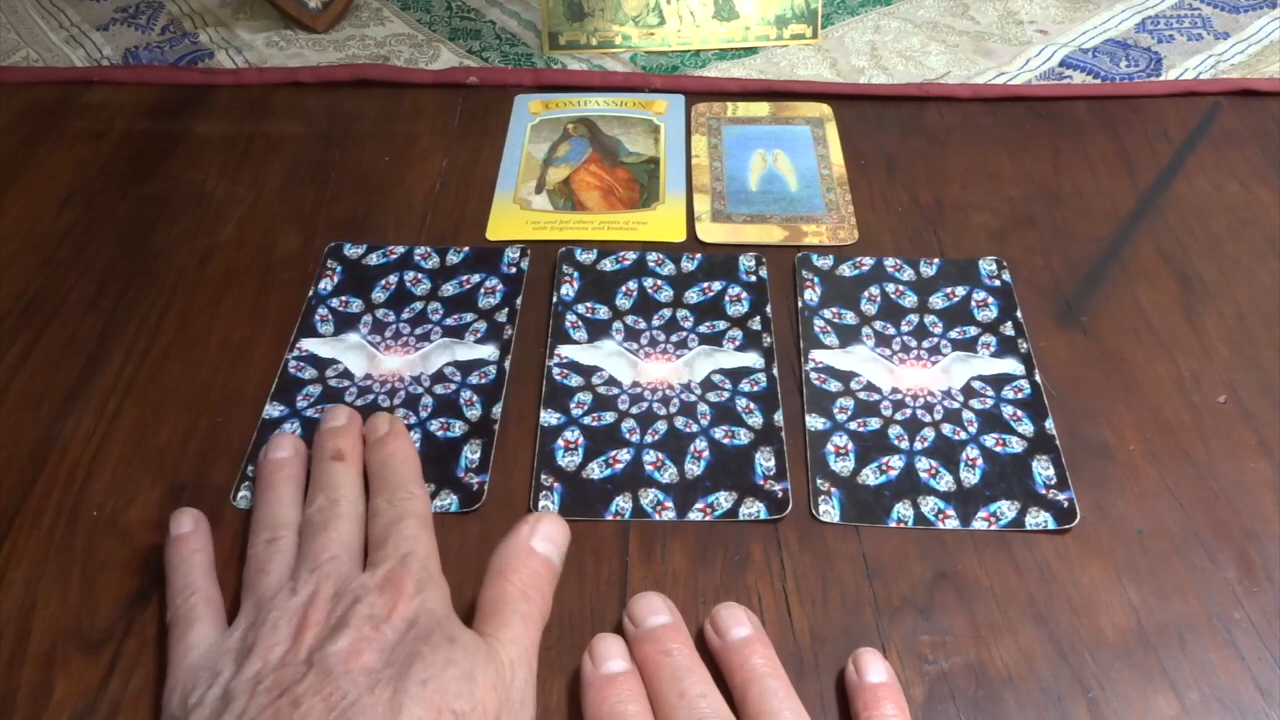 COMPASSION
I see and feel others' points of view
with forgiveness and kindness.